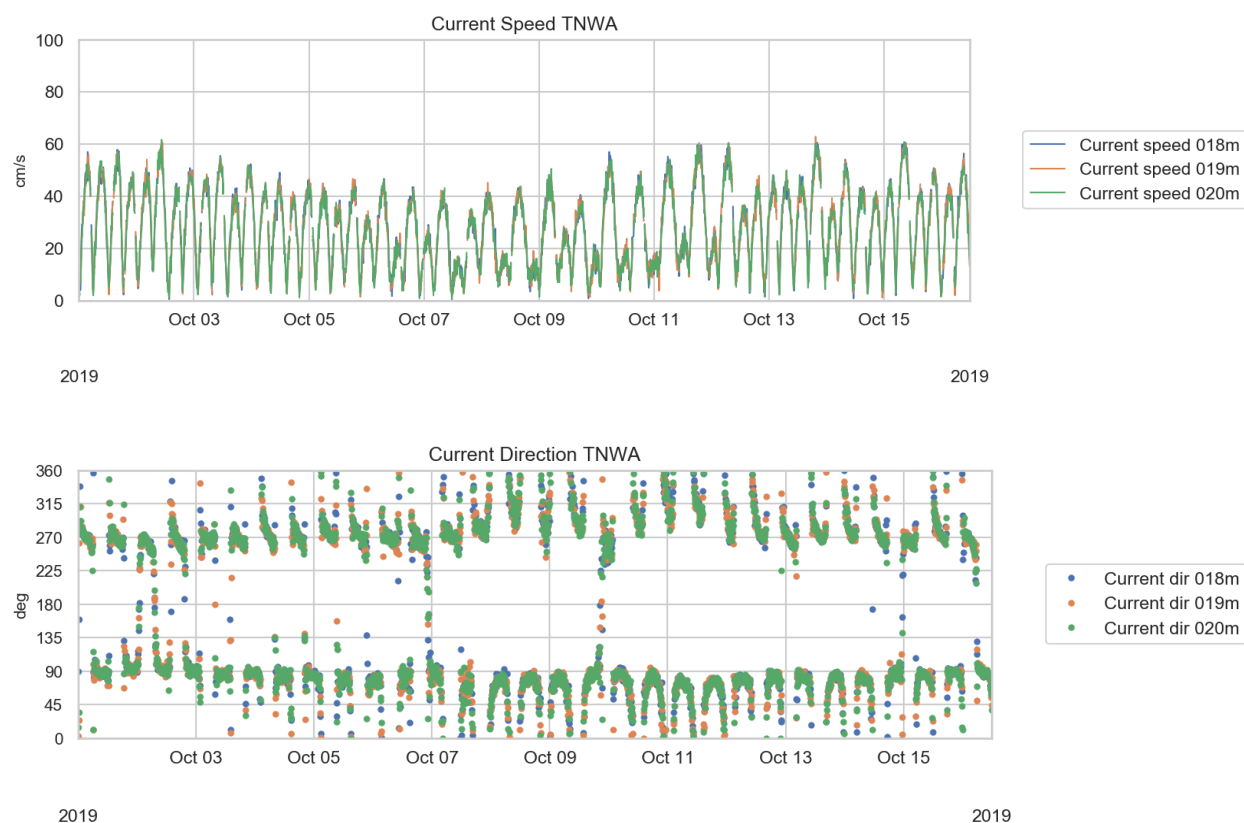 Current Speed TNWA
100
80
60
40
20
0
cm/s
Oct 03 Oct 05 Oct 07 Oct 09 Oct 11 Oct 13 Oct 15
2019 2019
Current speed 018m
Current speed 019m
Current speed 020m
Current Direction TNWA
360
315
270
225
180
135
90
45
0
deg
Oct 03 Oct 05 Oct 07 Oct 09 Oct 11 Oct 13 Oct 15
2019 2019
Current dir 018m
Current dir 019m
Current dir 020m